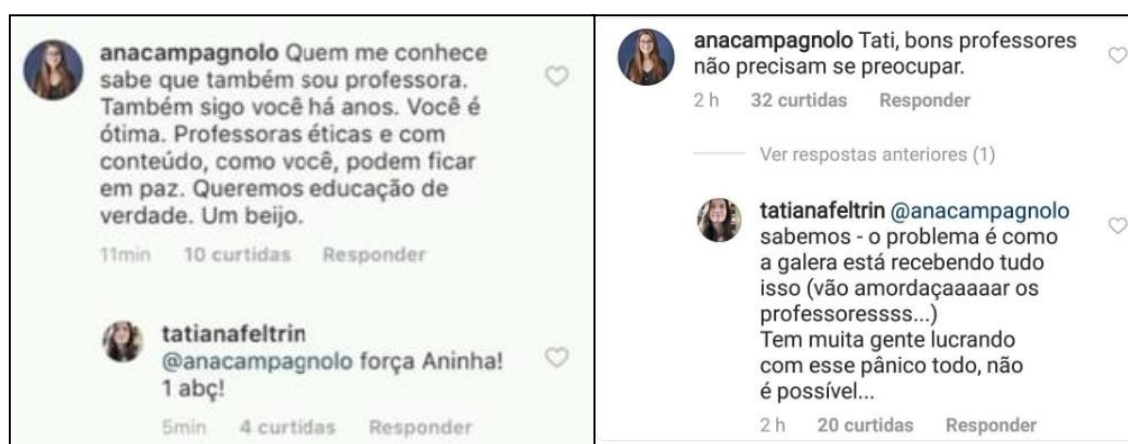 anacampagnolo Quem me conhece
sabe que também sou professora.
Também sigo você há anos. Você é
ótima. Professoras éticas e com
conteúdo, como você, podem ficar
em paz. Queremos educação de
verdade. Um beijo.
11min 10 curtidas Responder
tatianafeltrin
@anacampagnolo força Aninha!
1 abç!
5min 4 curtidas Responder
anacampagnolo Tati, bons professores
não precisam se preocupar.
2 h 32 curtidas Responder
Ver respostas anteriores (1)
tatianafeltrin @anacampagnolo
sabemos - o problema é como
a galera está recebendo tudo
isso (vão amordaçaaaaar os
professoressss...)
Tem muita gente lucrando
com esse pânico todo, não
é possível...
2 h 20 curtidas Responder